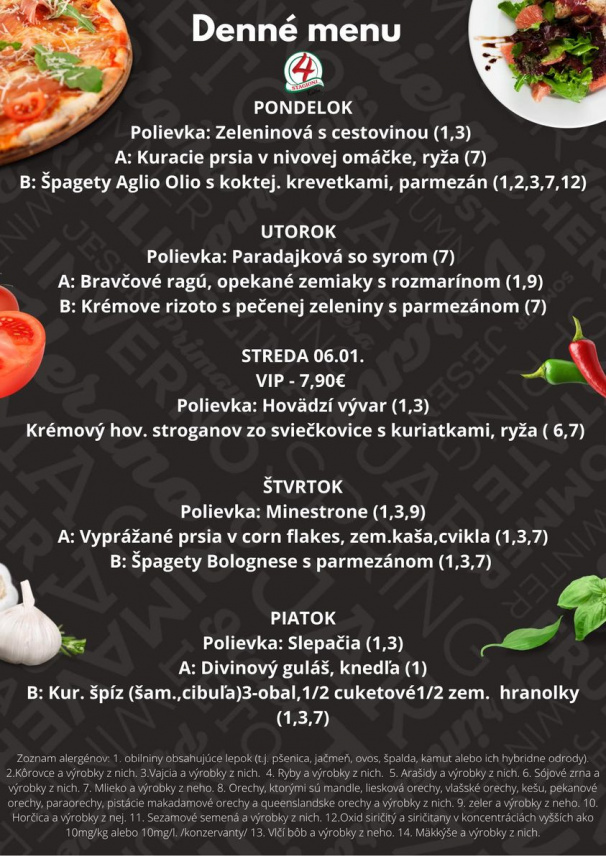 Denné menu
4
STAGIONI
PONDELOK
Polievka: Zeleninová s cestovinou (1,3)
A: Kuracie prsia v nivovej omáčke, ryža (7)
B: Špagety Aglio Olio s koktej. krevetkami, parmezán (1,2,3,7,12)
UTOROK
Polievka: Paradajková so syrom (7)
A: Bravčové ragú, opekané zemiaky s rozmarínom (1,9)
B: Krémove rizoto s pečenej zeleniny s parmezánom (7)
STREDA 06.01.
VIP - 7,90€
Polievka: Hovädzí vývar (1,3)
Krémový hov. stroganov zo sviečkovice s kuriatkami, ryža ( 6,7)
ŠTVRTOK
Polievka: Minestrone (1,3,9)
A: Vyprážané prsia v corn flakes, zem.kaša,cvikla (1,3,7)
B: Špagety Bolognese s parmezánom (1,3,7)
PIATOK
Polievka: Slepačia (1,3)
A: Divinový guláš, knedľa (1)
B: Kur. špíz (šam.,cibuľa)3-obal,1/2 cuketové1/2 zem. hranolky
(1,3,7)
Zoznam alergénov: 1. obilniny obsahujúce lepok (t.j. pšenica, jačmeň, ovos, špalda, kamut alebo ich hybridne odrody).
2.Kôrovce a výrobky z nich. 3.Vajcia a výrobky z nich. 4. Ryby a výrobky z nich. 5. Arašidy a výrobky z nich. 6. Sójové zrna a
výrobky z nich. 7. Mlieko a výrobky z neho. 8. Orechy, ktorými sú mandle, liesková orechy, vlašské orechy, kešu, pekanové
orechy, paraorechy, pistácie makadamové orechy a queenslandske orechy a výrobky z nich. 9. zeler a výrobky z neho. 10.
Horčica a výrobky z nej. 11. Sezamové semená a výrobky z nich. 12.Oxid siričitý a siričitany v koncentráciách vyšších ako
10mg/kg alebo 10mg/l. /konzervanty/ 13. Vlčí bôb a výrobky z neho. 14. Mäkkýše a výrobky z nich.